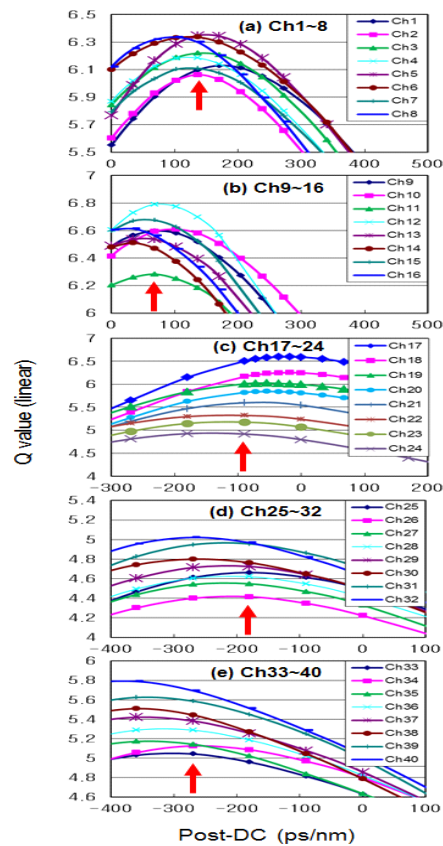 (a) Ch1~8
6.5
6.3
6.1
5.9
5.7
5.5
0 100 200 300 400 500
Ch1
Ch2
Ch3
Ch4
Ch5
Ch6
Ch7
Ch8
(b) Ch9~16
7
6.8
6.6
6.4
6.2
6
0 100 200 300 400 500
Ch9
Ch10
Ch11
Ch12
Ch13
Ch14
Ch15
Ch16
(c) Ch17~24
7
6.5
6
5.5
5
4.5
4
−300 −200 −100 0 100 200
Ch17
Ch18
Ch19
Ch20
Ch21
Ch22
Ch23
Ch24
Q value (linear)
(d) Ch25~32
5.4
5.2
5
4.8
4.6
4.4
4.2
4
−400 −300 −200 −100 0 100
Ch25
Ch26
Ch27
Ch28
Ch29
Ch30
Ch31
Ch32
(e) Ch33~40
6
5.8
5.6
5.4
5.2
5
4.8
4.6
−400 −300 −200 −100 0 100
Ch33
Ch34
Ch35
Ch36
Ch37
Ch38
Ch39
Ch40
Post-DC (ps/nm)